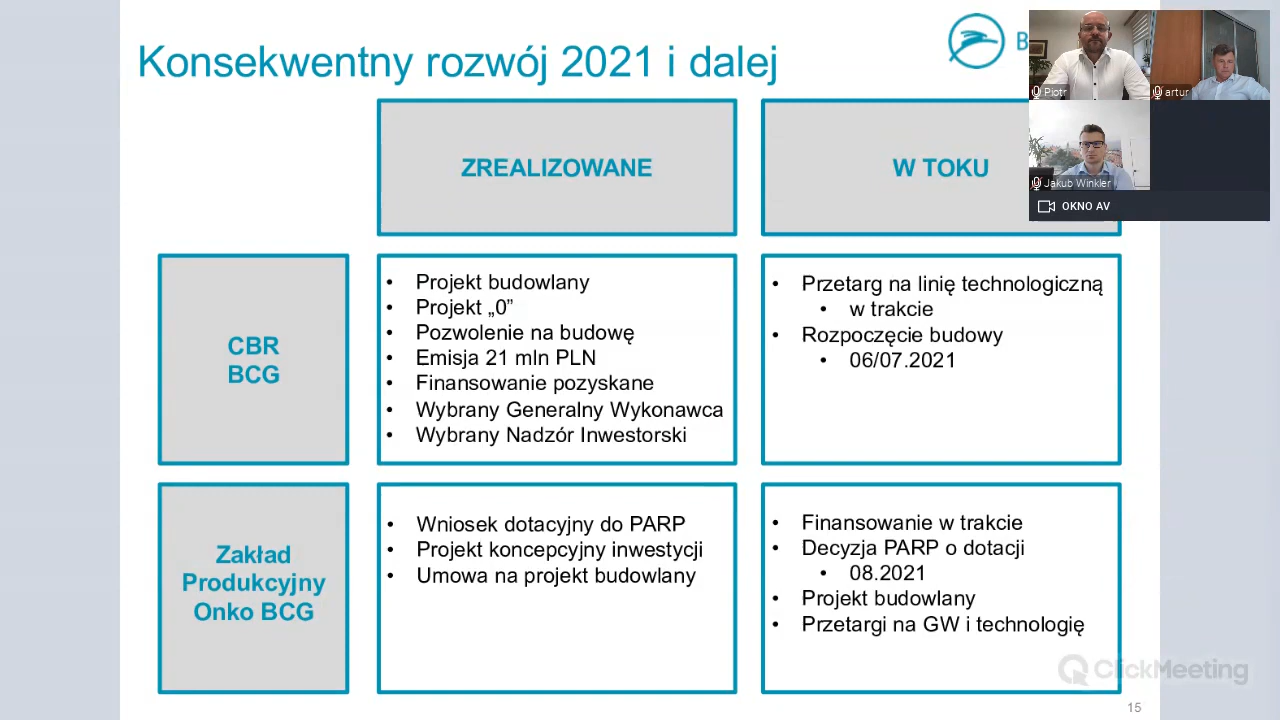 Konsekwentny rozwój 2021 i dalej
B
Piotr
artur
Jakub Winkler
OKNO AV
ZREALIZOWANE
W TOKU
CBR
BCG
• Projekt budowlany
• Projekt „0”
• Pozwolenie na budowę
• Emisja 21 mln PLN
• Finansowanie pozyskane
• Wybrany Generalny Wykonawca
• Wybrany Nadzór Inwestorski
• Przetarg na linię technologiczną
• w trakcie
• Rozpoczęcie budowy
• 06/07.2021
Zakład
Produkcyjny
Onko BCG
• Wniosek dotacyjny do PARP
• Projekt koncepcyjny inwestycji
• Umowa na projekt budowlany
• Finansowanie w trakcie
• Decyzja PARP o dotacji
• 08.2021
• Projekt budowlany
• Przetargi na GW i technologię
ClickMeeting
15